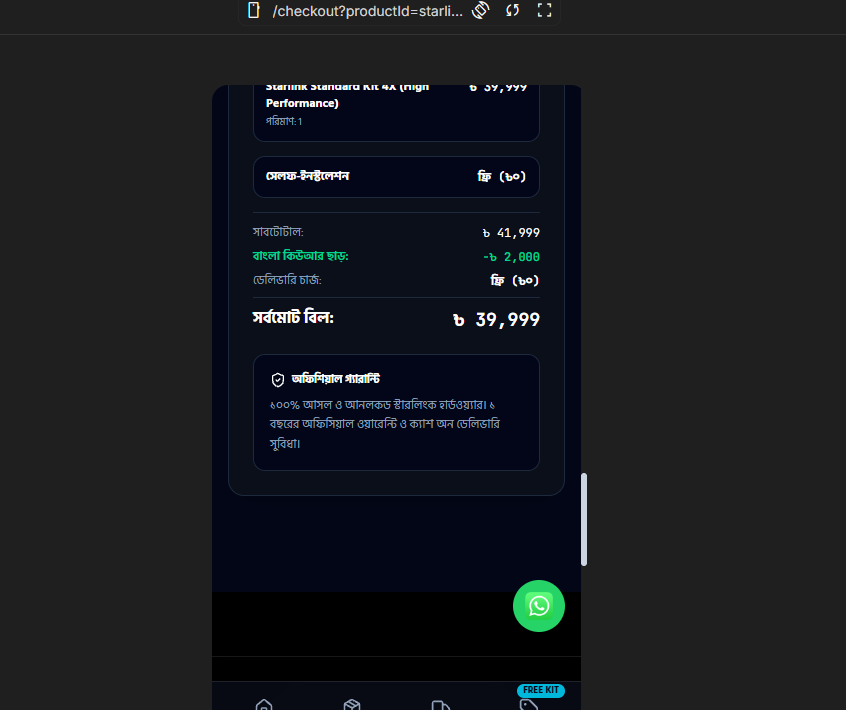 /checkout?productId=starli...
Starlink Standard Kit 4X (High
Performance)
৳ 39,999
পরিমাণ: 1
সেলফ-ইনস্টলেশন
ফ্রি (৳০)
সাবটোটাল:
৳ 41,999
বাংলা কিউআর ছাড়:
-৳ 2,000
ডেলিভারি চার্জ:
ফ্রি (৳০)
সর্বমোট বিল:
৳ 39,999
অফিশিয়াল গ্যারান্টি
১০০% আসল ও আনলকড স্টারলিংক হার্ডওয়্যার। ১
বছরের অফিসিয়াল ওয়ারেন্টি ও ক্যাশ অন ডেলিভারি
সুবিধা।
FREE KIT